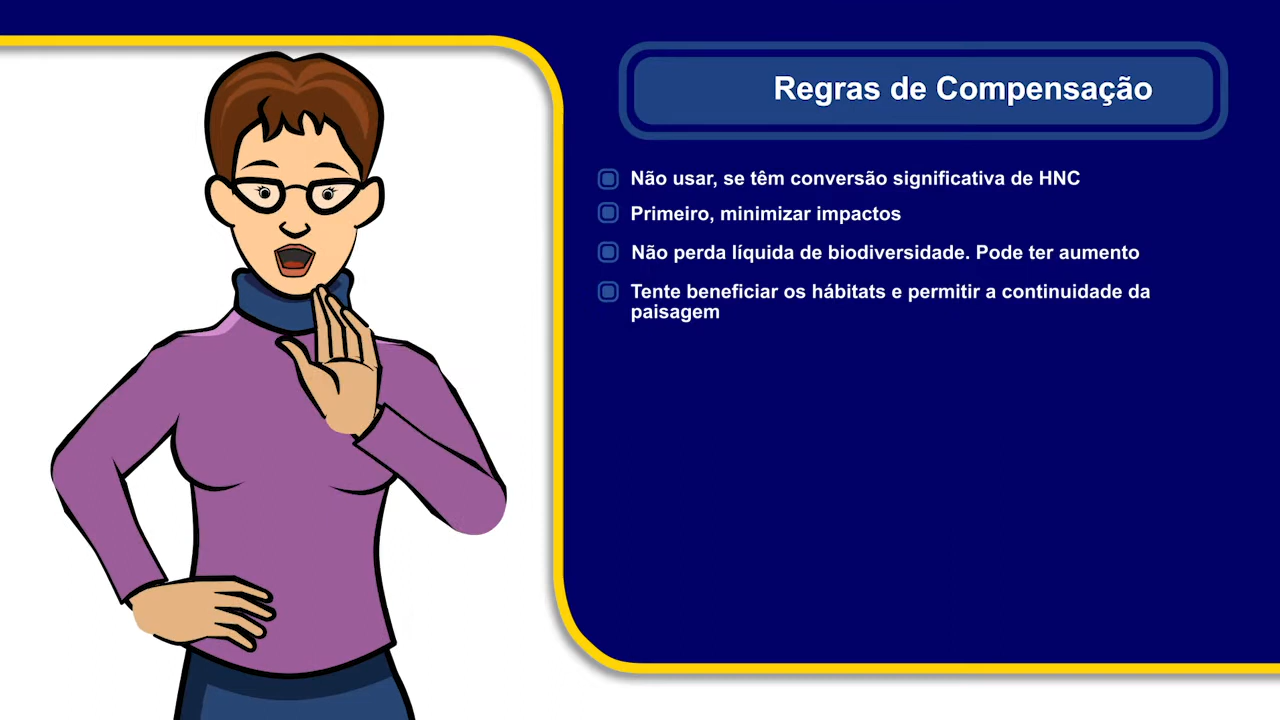 Regras de Compensação
Não usar, se têm conversão significativa de HNC
Primeiro, minimizar impactos
Não perda líquida de biodiversidade. Pode ter aumento
Tente beneficiar os hábitats e permitir a continuidade da
paisagem